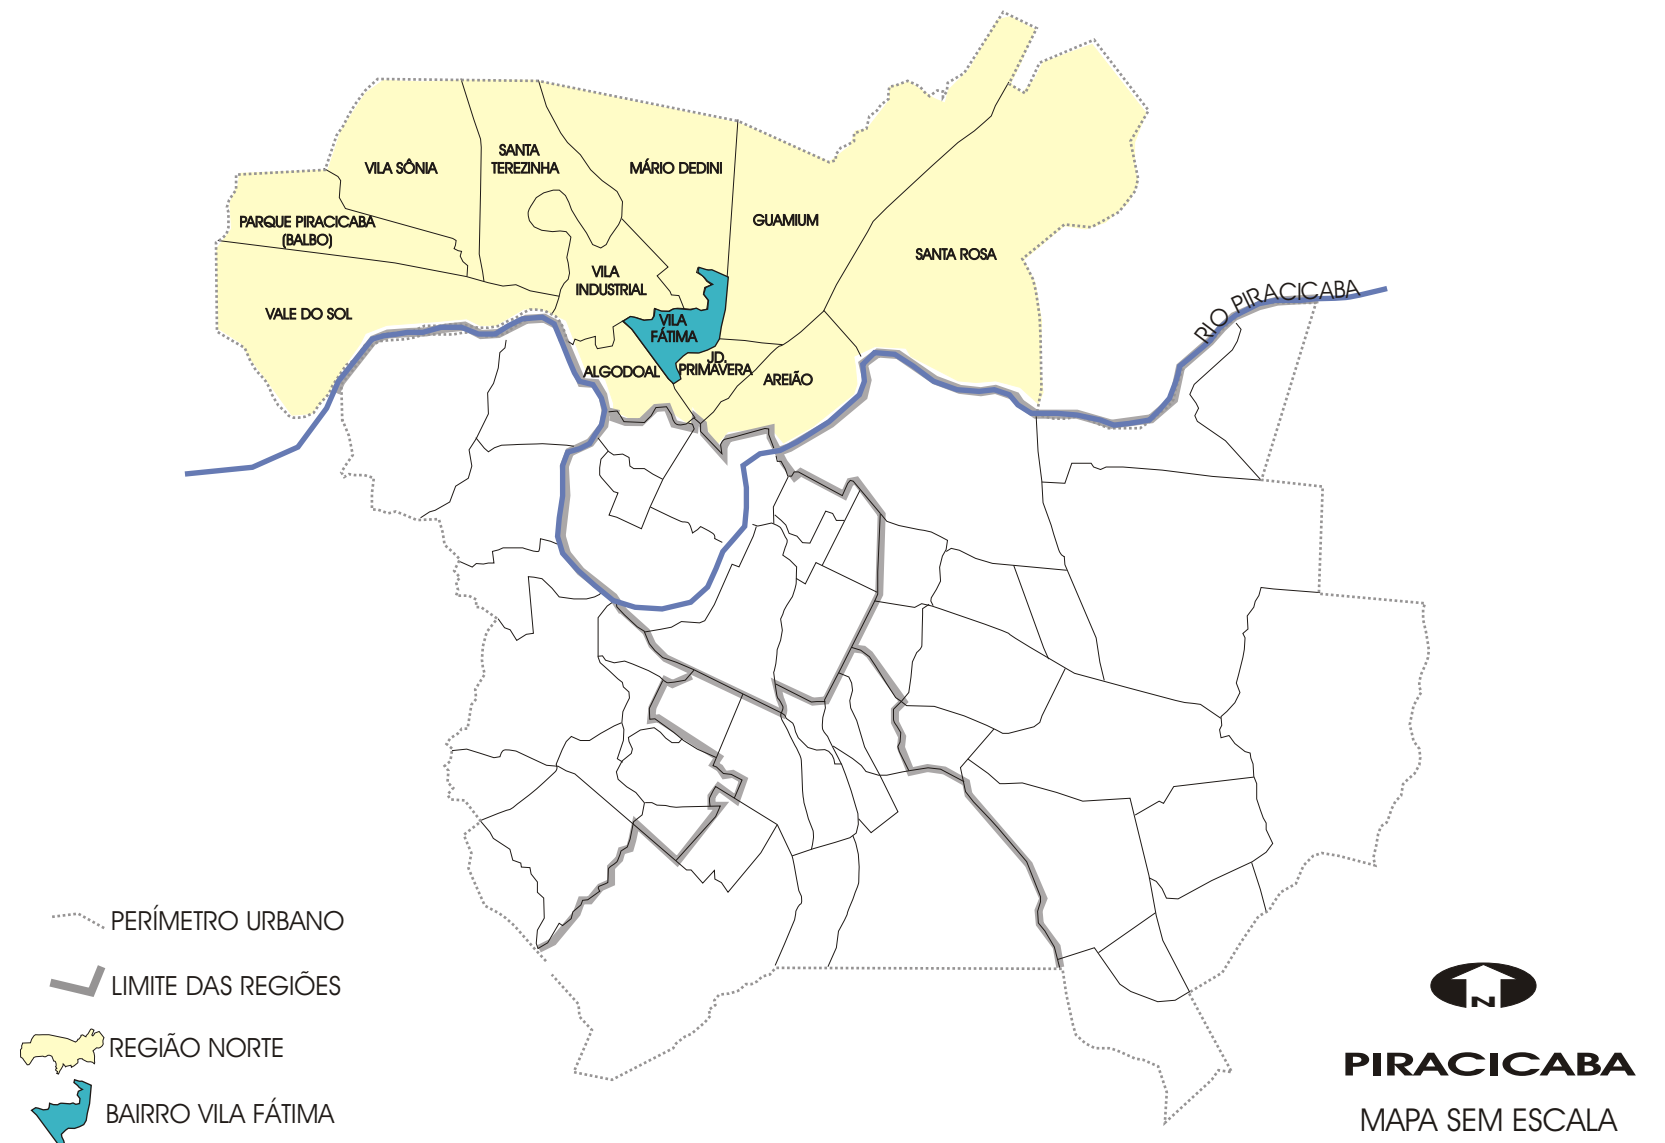 SANTA
TEREZINHA
VILA SÔNIA
MÁRIO DEDINI
PARQUE PIRACICABA
(BALBO)
GUAMIUM
SANTA ROSA
VILA
INDUSTRIAL
VALE DO SOL
RIO PIRACICABA
VILA
FÁTIMA
ALGODOAL
JD.
PRIMAVERA
AREIÃO
PERÍMETRO URBANO
LIMITE DAS REGIÕES
REGIÃO NORTE
BAIRRO VILA FÁTIMA
N
PIRACICABA
MAPA SEM ESCALA